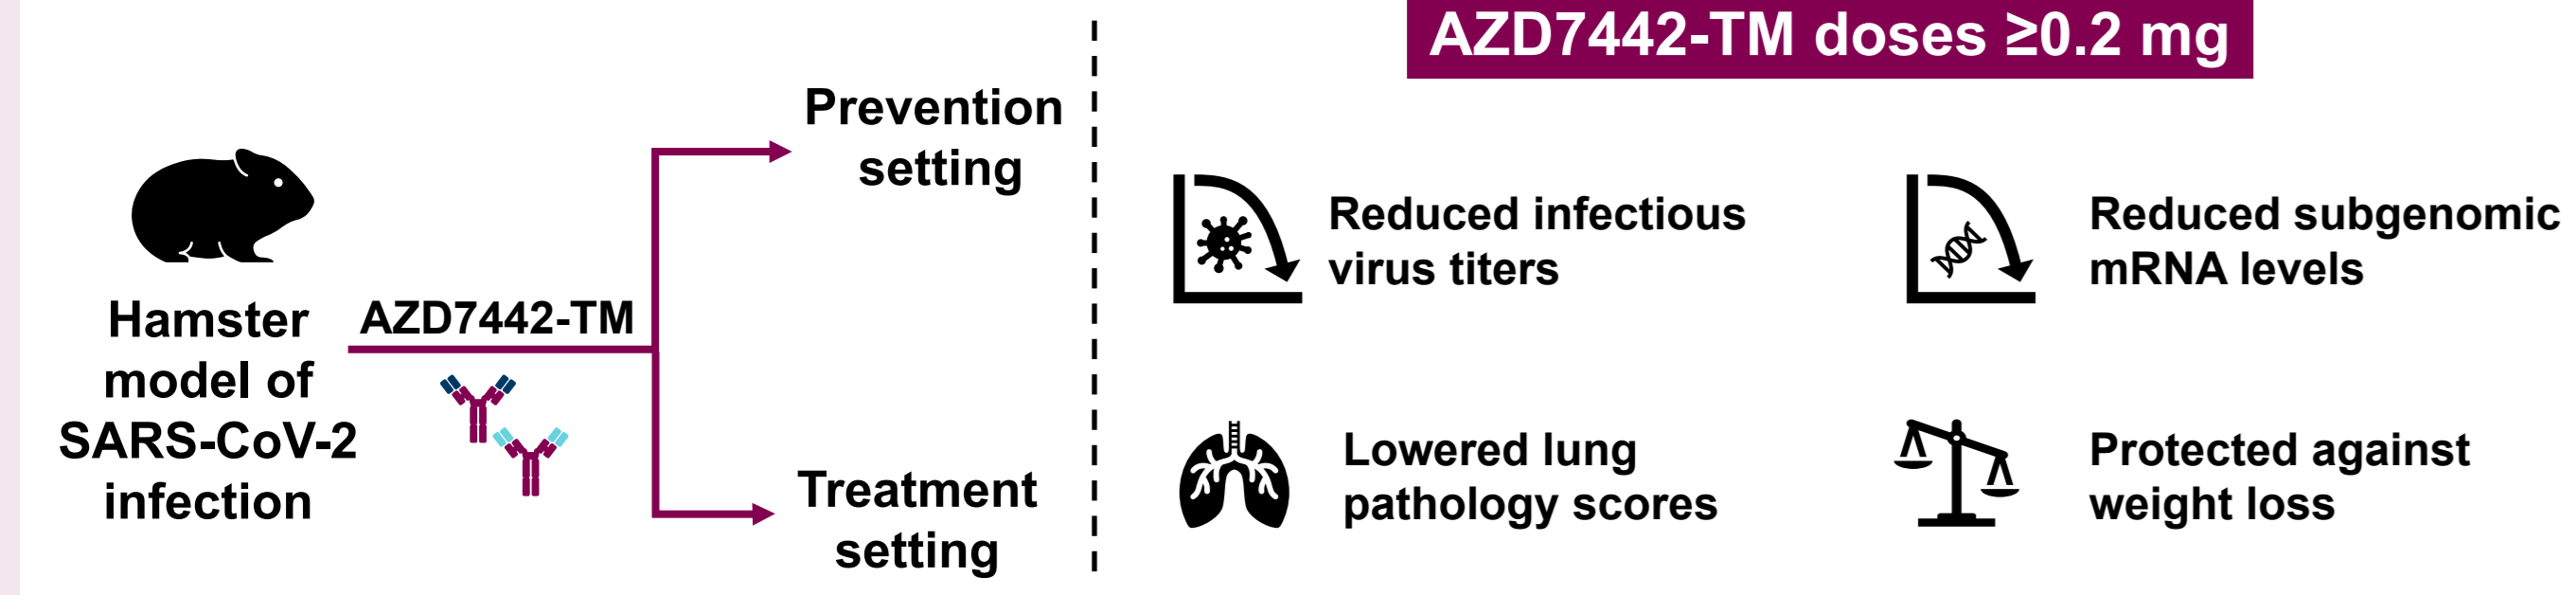 Hamster
model of
SARS-CoV-2
infection
AZD7442-TM
Prevention
setting
Treatment
setting
AZD7442-TM doses ≥0.2 mg
Reduced infectious
virus titers
Reduced subgenomic
mRNA levels
Lowered lung
pathology scores
Protected against
weight loss